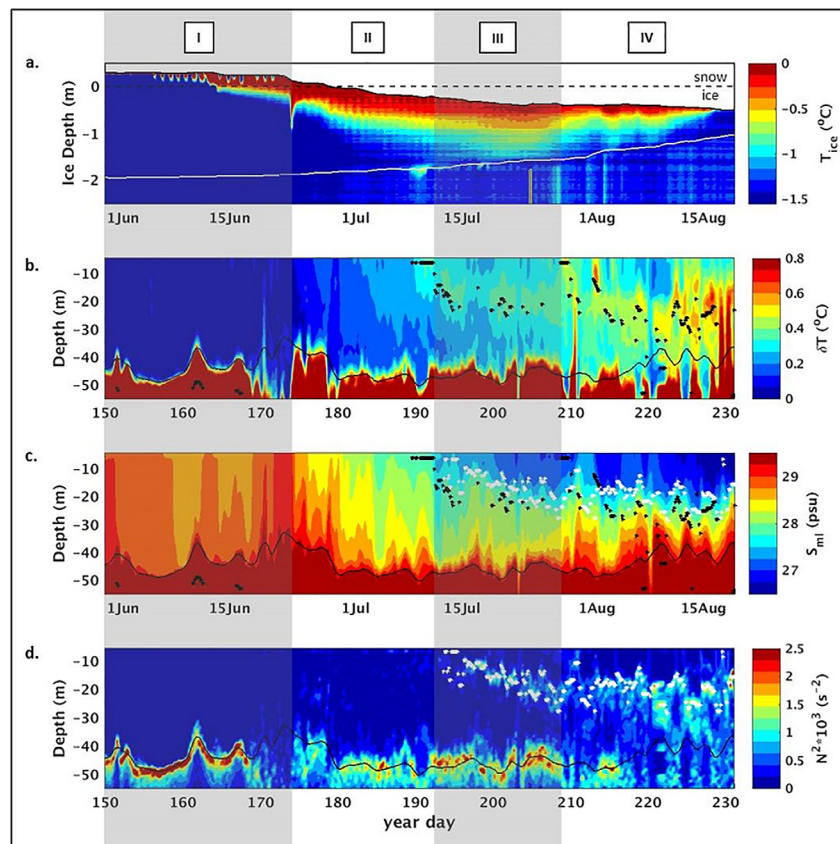 I II III IV
a.
snow
ice
0
-1
-2
Ice Depth (m)
1Jun 15Jun 1Jul 15Jul 1Aug 15Aug
0
-0.5
-1
-1.5
T_ice (°C)
b.
-10
-20
-30
-40
-50
Depth (m)
150 160 170 180 190 200 210 220 230
0.8
0.6
0.4
0.2
0
δT (°C)
c.
-10
-20
-30
-40
-50
Depth (m)
1Jun 15Jun 1Jul 15Jul 1Aug 15Aug
29
28
27
S_ml (psu)
d.
-10
-20
-30
-40
-50
Depth (m)
150 160 170 180 190 200 210 220 230
year day
2.5
2
1.5
1
0.5
0
N²*10³ (s⁻²)